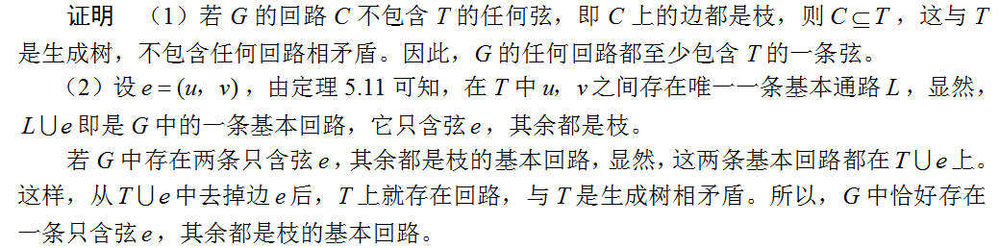 证明 （1）若 G 的回路 C 不包含 T 的任何弦，即 C 上的边都是枝，则 C⊆T，这与 T
是生成树，不包含任何回路相矛盾。因此，G 的任何回路都至少包含 T 的一条弦。
（2）设 e = (u，v)，由定理 5.11 可知，在 T 中 u，v 之间存在唯一一条基本通路 L，显然，
L⋃e 即是 G 中的一条基本回路，它只含弦 e，其余都是枝。
若 G 中存在两条只含弦 e，其余都是枝的基本回路，显然，这两条基本回路都在 T⋃e 上。
这样，从 T⋃e 中去掉边 e 后，T 上就存在回路，与 T 是生成树相矛盾。所以，G 中恰好存在
一条只含弦 e，其余都是枝的基本回路。